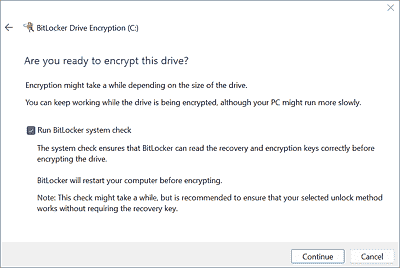 BitLocker Drive Encryption (C:)
Are you ready to encrypt this drive?
Encryption might take a while depending on the size of the drive.
You can keep working while the drive is being encrypted, although your PC might run more slowly.
Run BitLocker system check
The system check ensures that BitLocker can read the recovery and encryption keys correctly before
encrypting the drive.
BitLocker will restart your computer before encrypting.
Note: This check might take a while, but is recommended to ensure that your selected unlock method
works without requiring the recovery key.
Continue
Cancel